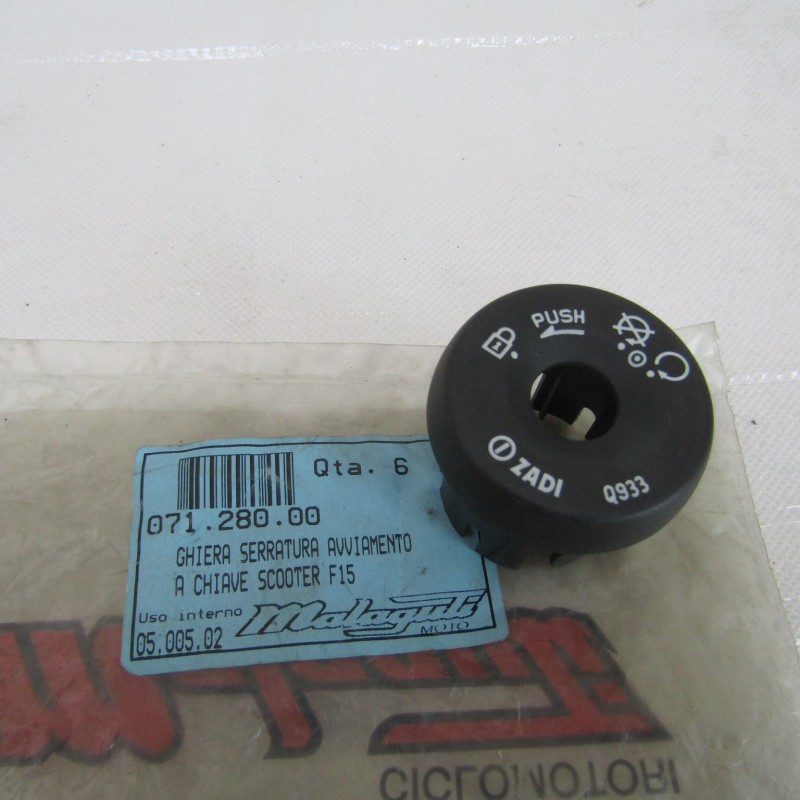 PUSH
ZADI
Q933
Qta. 6
071.280.00
GHIERA SERRATURA AVVIAMENTO
A CHIAVE SCOOTER F15
Uso interno
Malaguti
MOTO
05.005.02
CICLOMOTORI